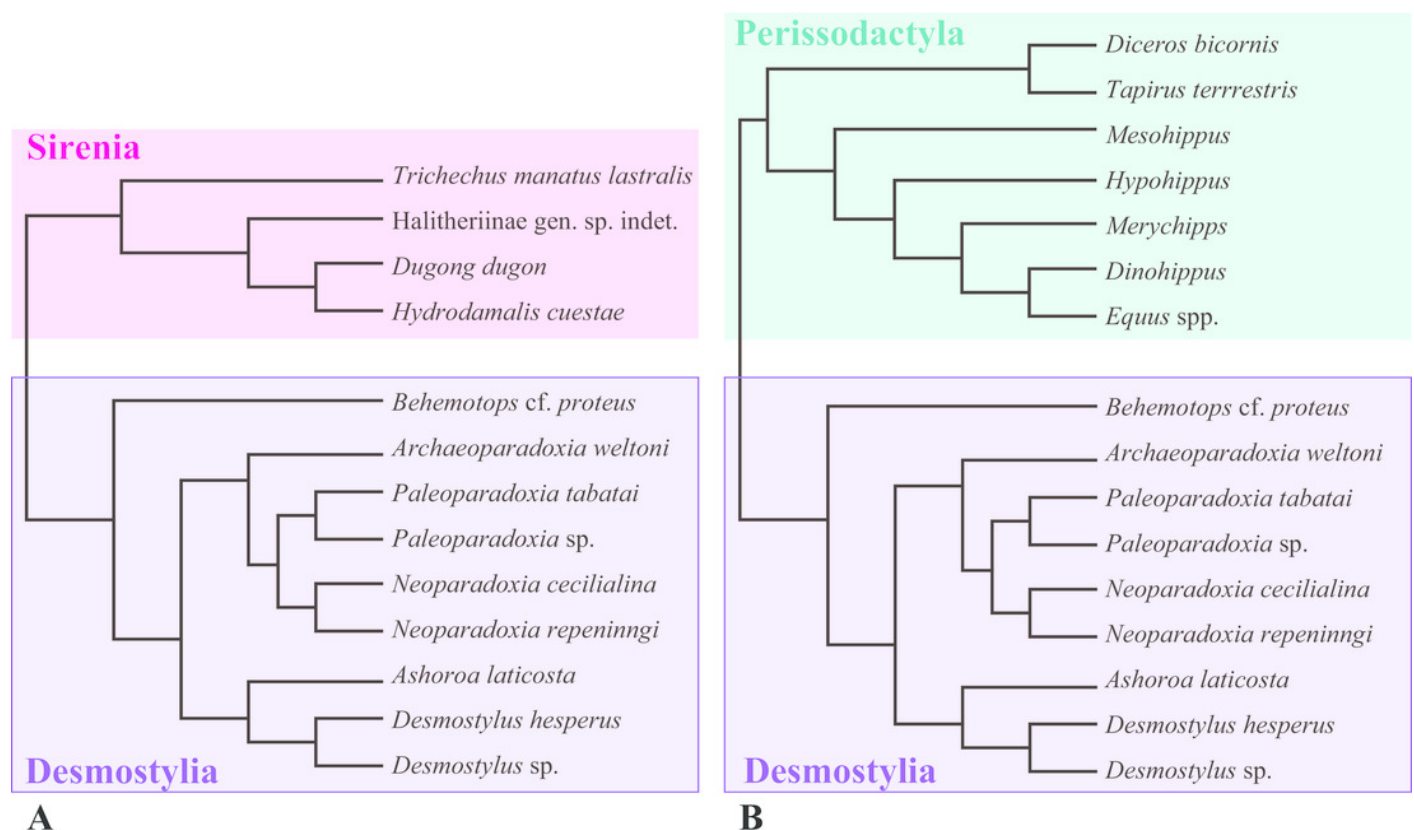 Sirenia
Trichechus manatus lastralis
Halitheriinae gen. sp. indet.
Dugong dugon
Hydrodamalis cuestae
Behemotops cf. proteus
Archaeoparadoxia weltoni
Paleoparadoxia tabatai
Paleoparadoxia sp.
Neoparadoxia cecilialina
Neoparadoxia repeninngi
Ashoroa laticosta
Desmostylus hesperus
Desmostylus sp.
Desmostylia
A
Perissodactyla
Diceros bicornis
Tapirus terrrestris
Mesohippus
Hypohippus
Merychipps
Dinohippus
Equus spp.
Behemotops cf. proteus
Archaeoparadoxia weltoni
Paleoparadoxia tabatai
Paleoparadoxia sp.
Neoparadoxia cecilialina
Neoparadoxia repeninngi
Ashoroa laticosta
Desmostylus hesperus
Desmostylus sp.
Desmostylia
B